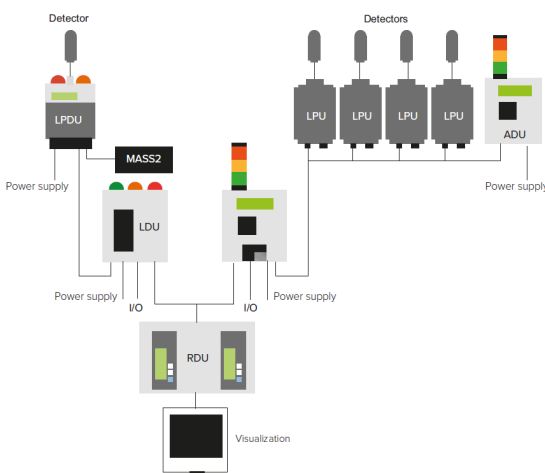 Detector
Detectors
LPDU
LPU
LPU
LPU
LPU
ADU
MASS2
Power supply
Power supply
LDU
Power supply
I/O
I/O
Power supply
RDU
Visualization